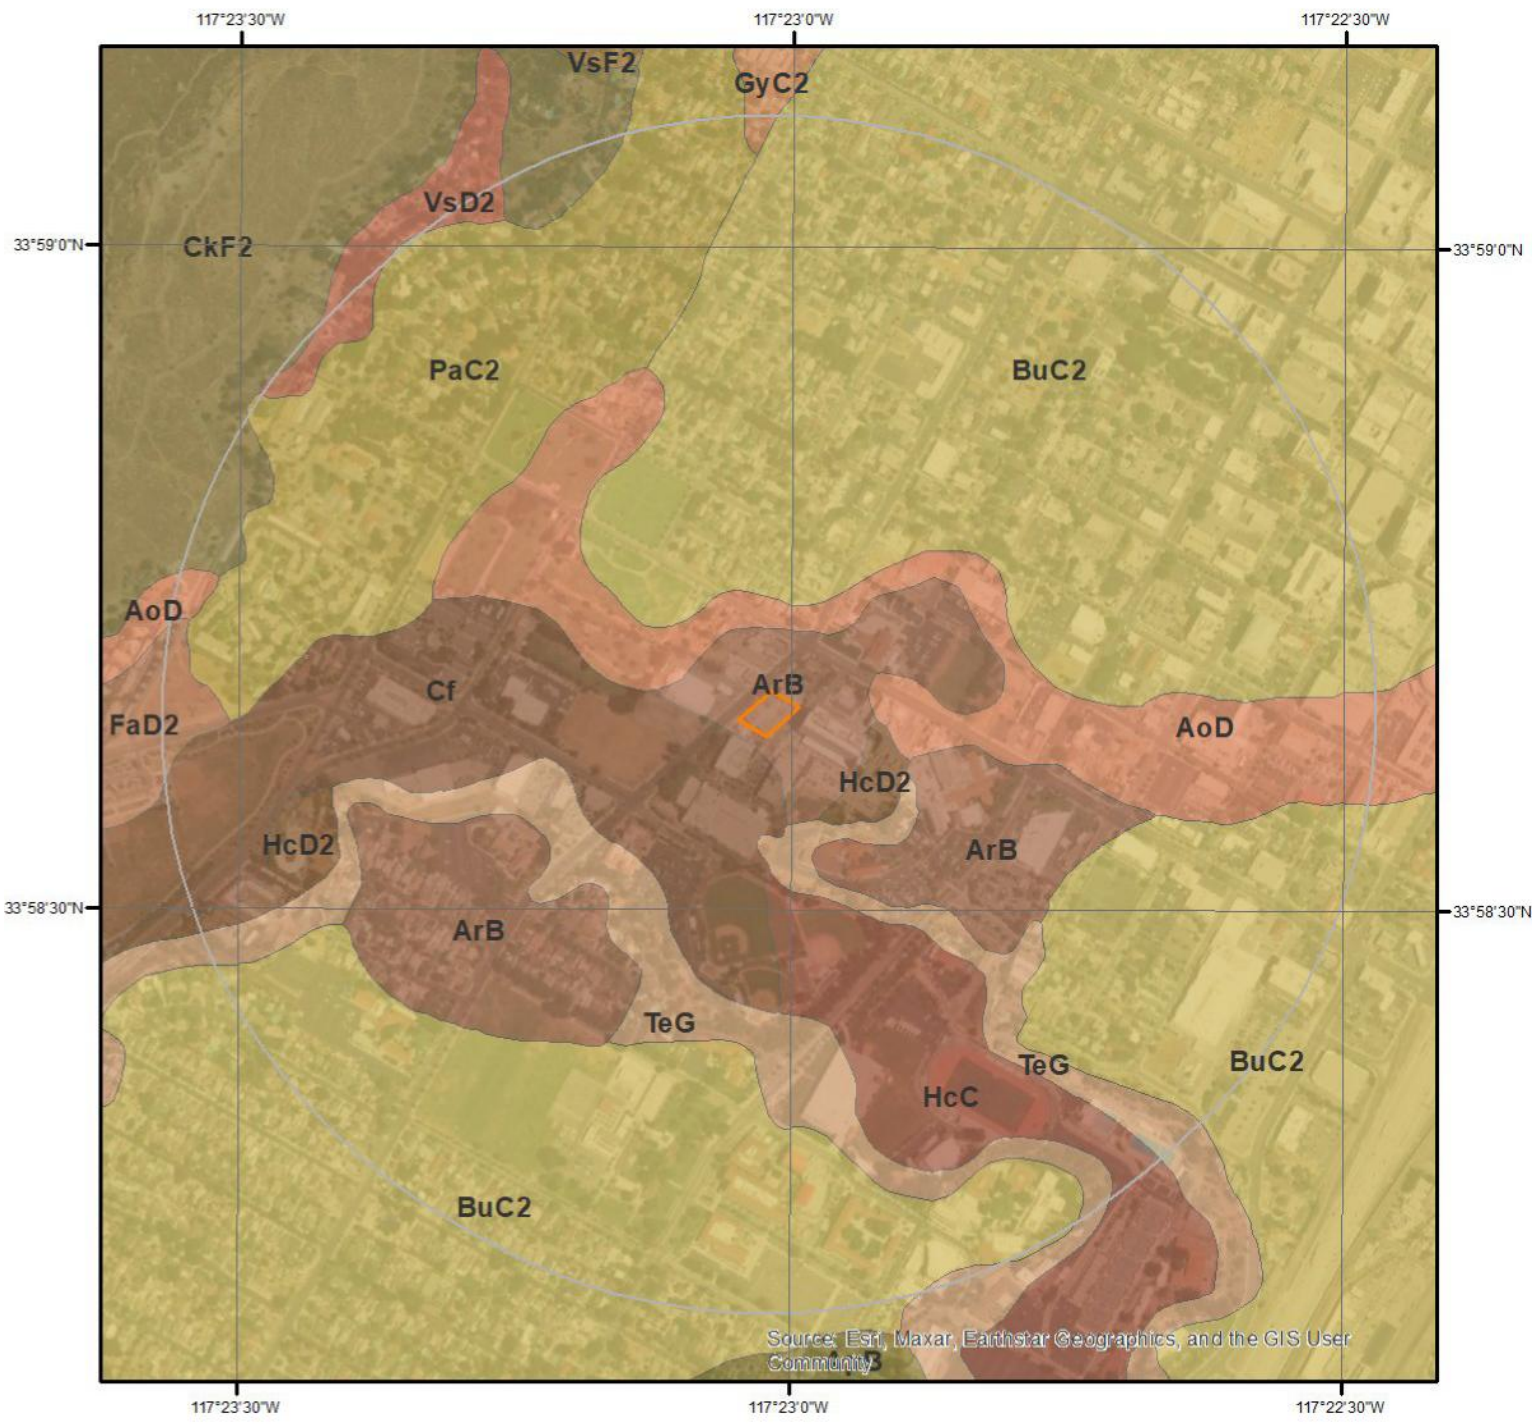 117°23'30"W
117°23'0"W
117°22'30"W
VsF2
GyC2
VsD2
33°59'0"N
CkF2
33°59'0"N
PaC2
BuC2
AoD
ArB
Cf
FaD2
AoD
HcD2
HcD2
ArB
33°58'30"N
33°58'30"N
ArB
TeG
BuC2
TeG
HcC
BuC2
Source: Esri, Maxar, Earthstar Geographics, and the GIS User
Community
117°23'30"W
117°23'0"W
117°22'30"W